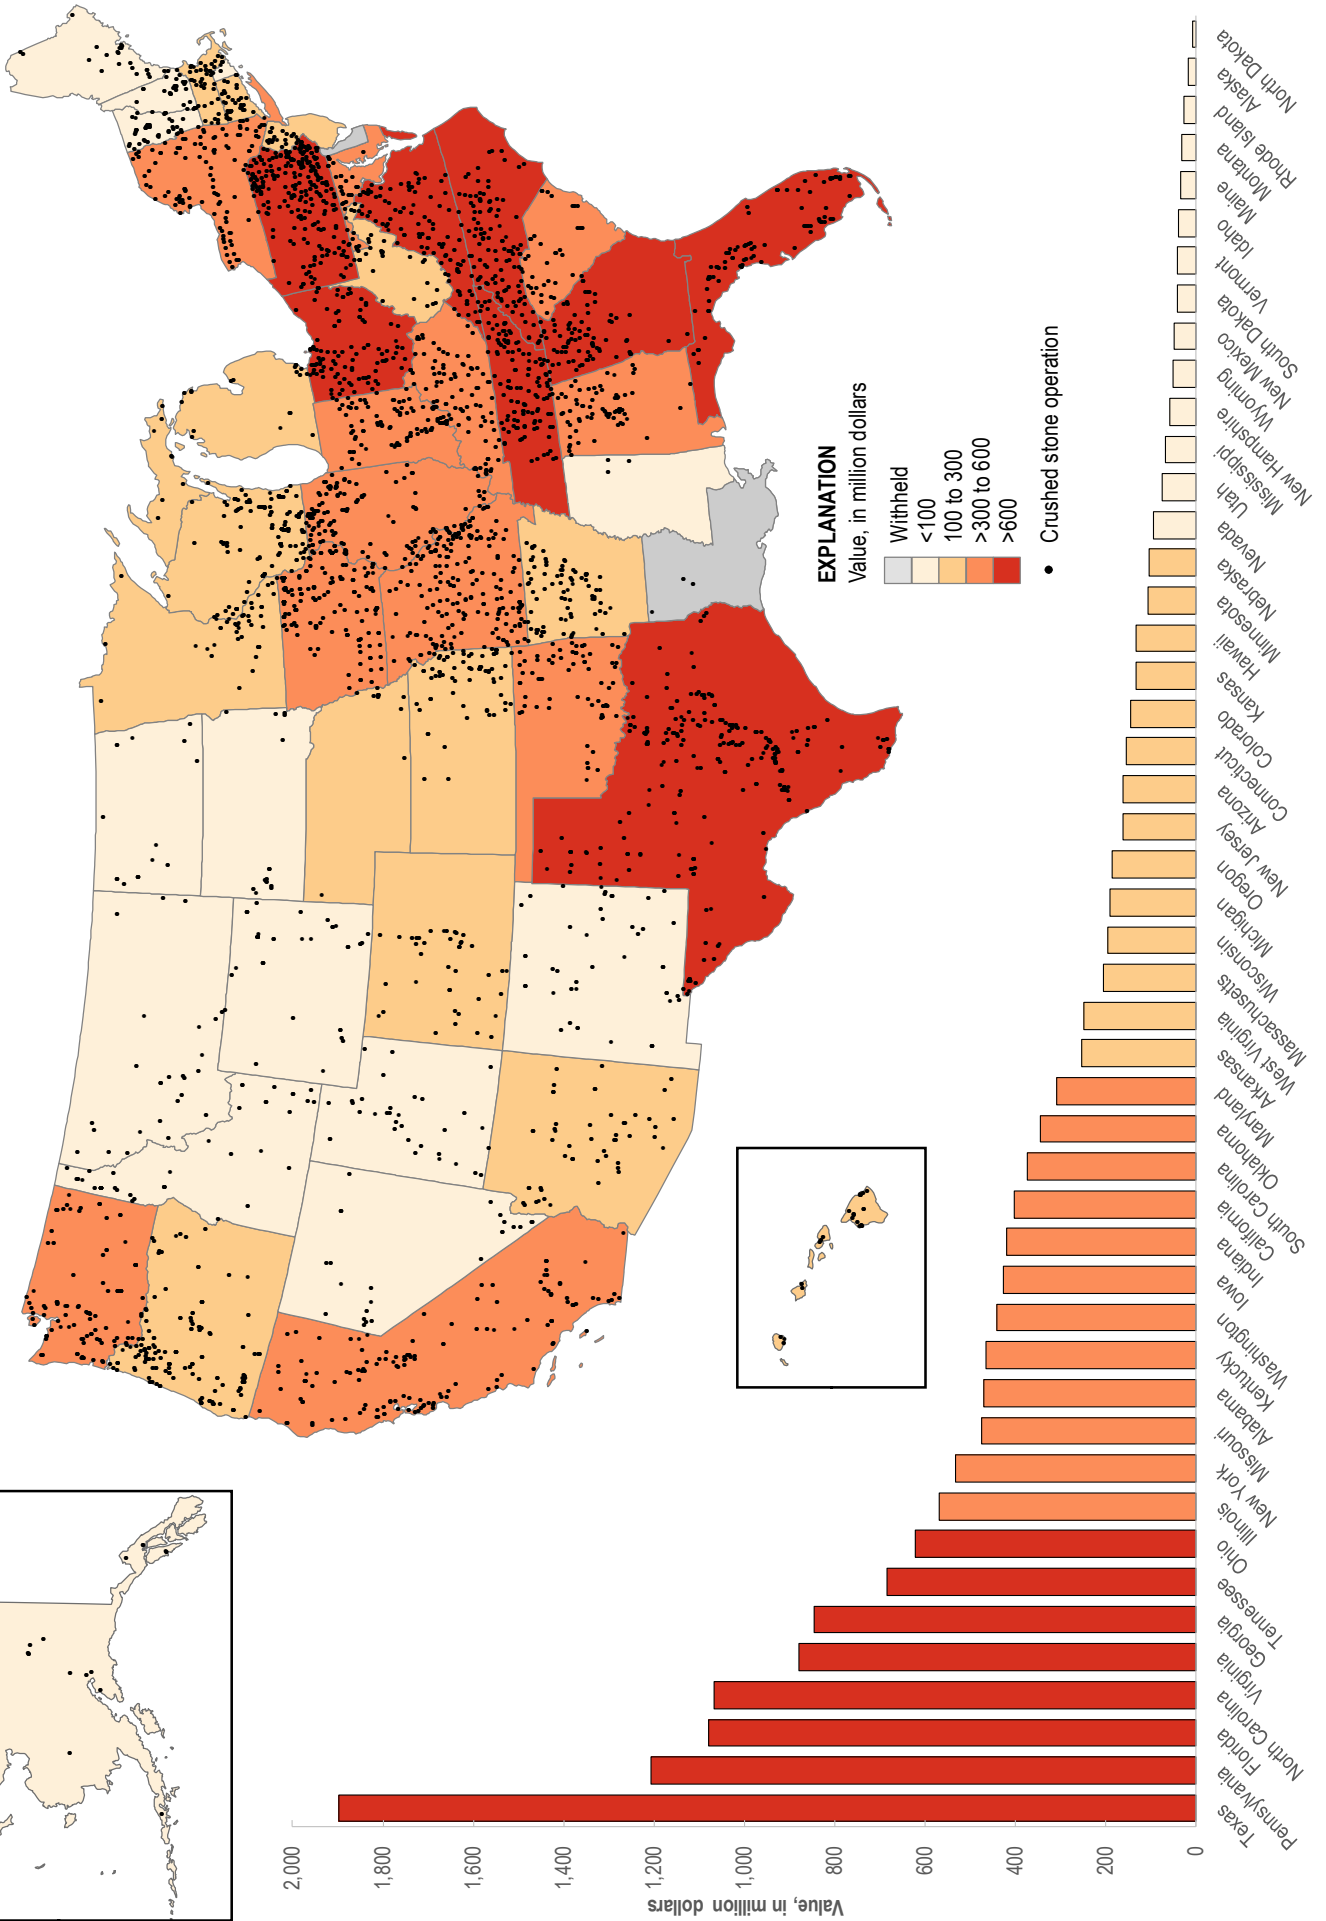 EXPLANATION
Value, in million dollars
Withheld
<100
100 to 300
>300 to 600
>600
Crushed stone operation
Value, in million dollars
2,000
1,800
1,600
1,400
1,200
1,000
800
600
400
200
0
Texas
Pennsylvania
Florida
North Carolina
Virginia
Georgia
Tennessee
Ohio
Illinois
New York
Missouri
Alabama
Kentucky
Washington
Iowa
Indiana
California
South Carolina
Oklahoma
Maryland
Arkansas
West Virginia
Massachusetts
Wisconsin
Michigan
Oregon
New Jersey
Arizona
Connecticut
Colorado
Kansas
Hawaii
Minnesota
Nebraska
Nevada
Utah
Mississippi
New Hampshire
Wyoming
New Mexico
South Dakota
Vermont
Idaho
Maine
Montana
Rhode Island
Alaska
North Dakota